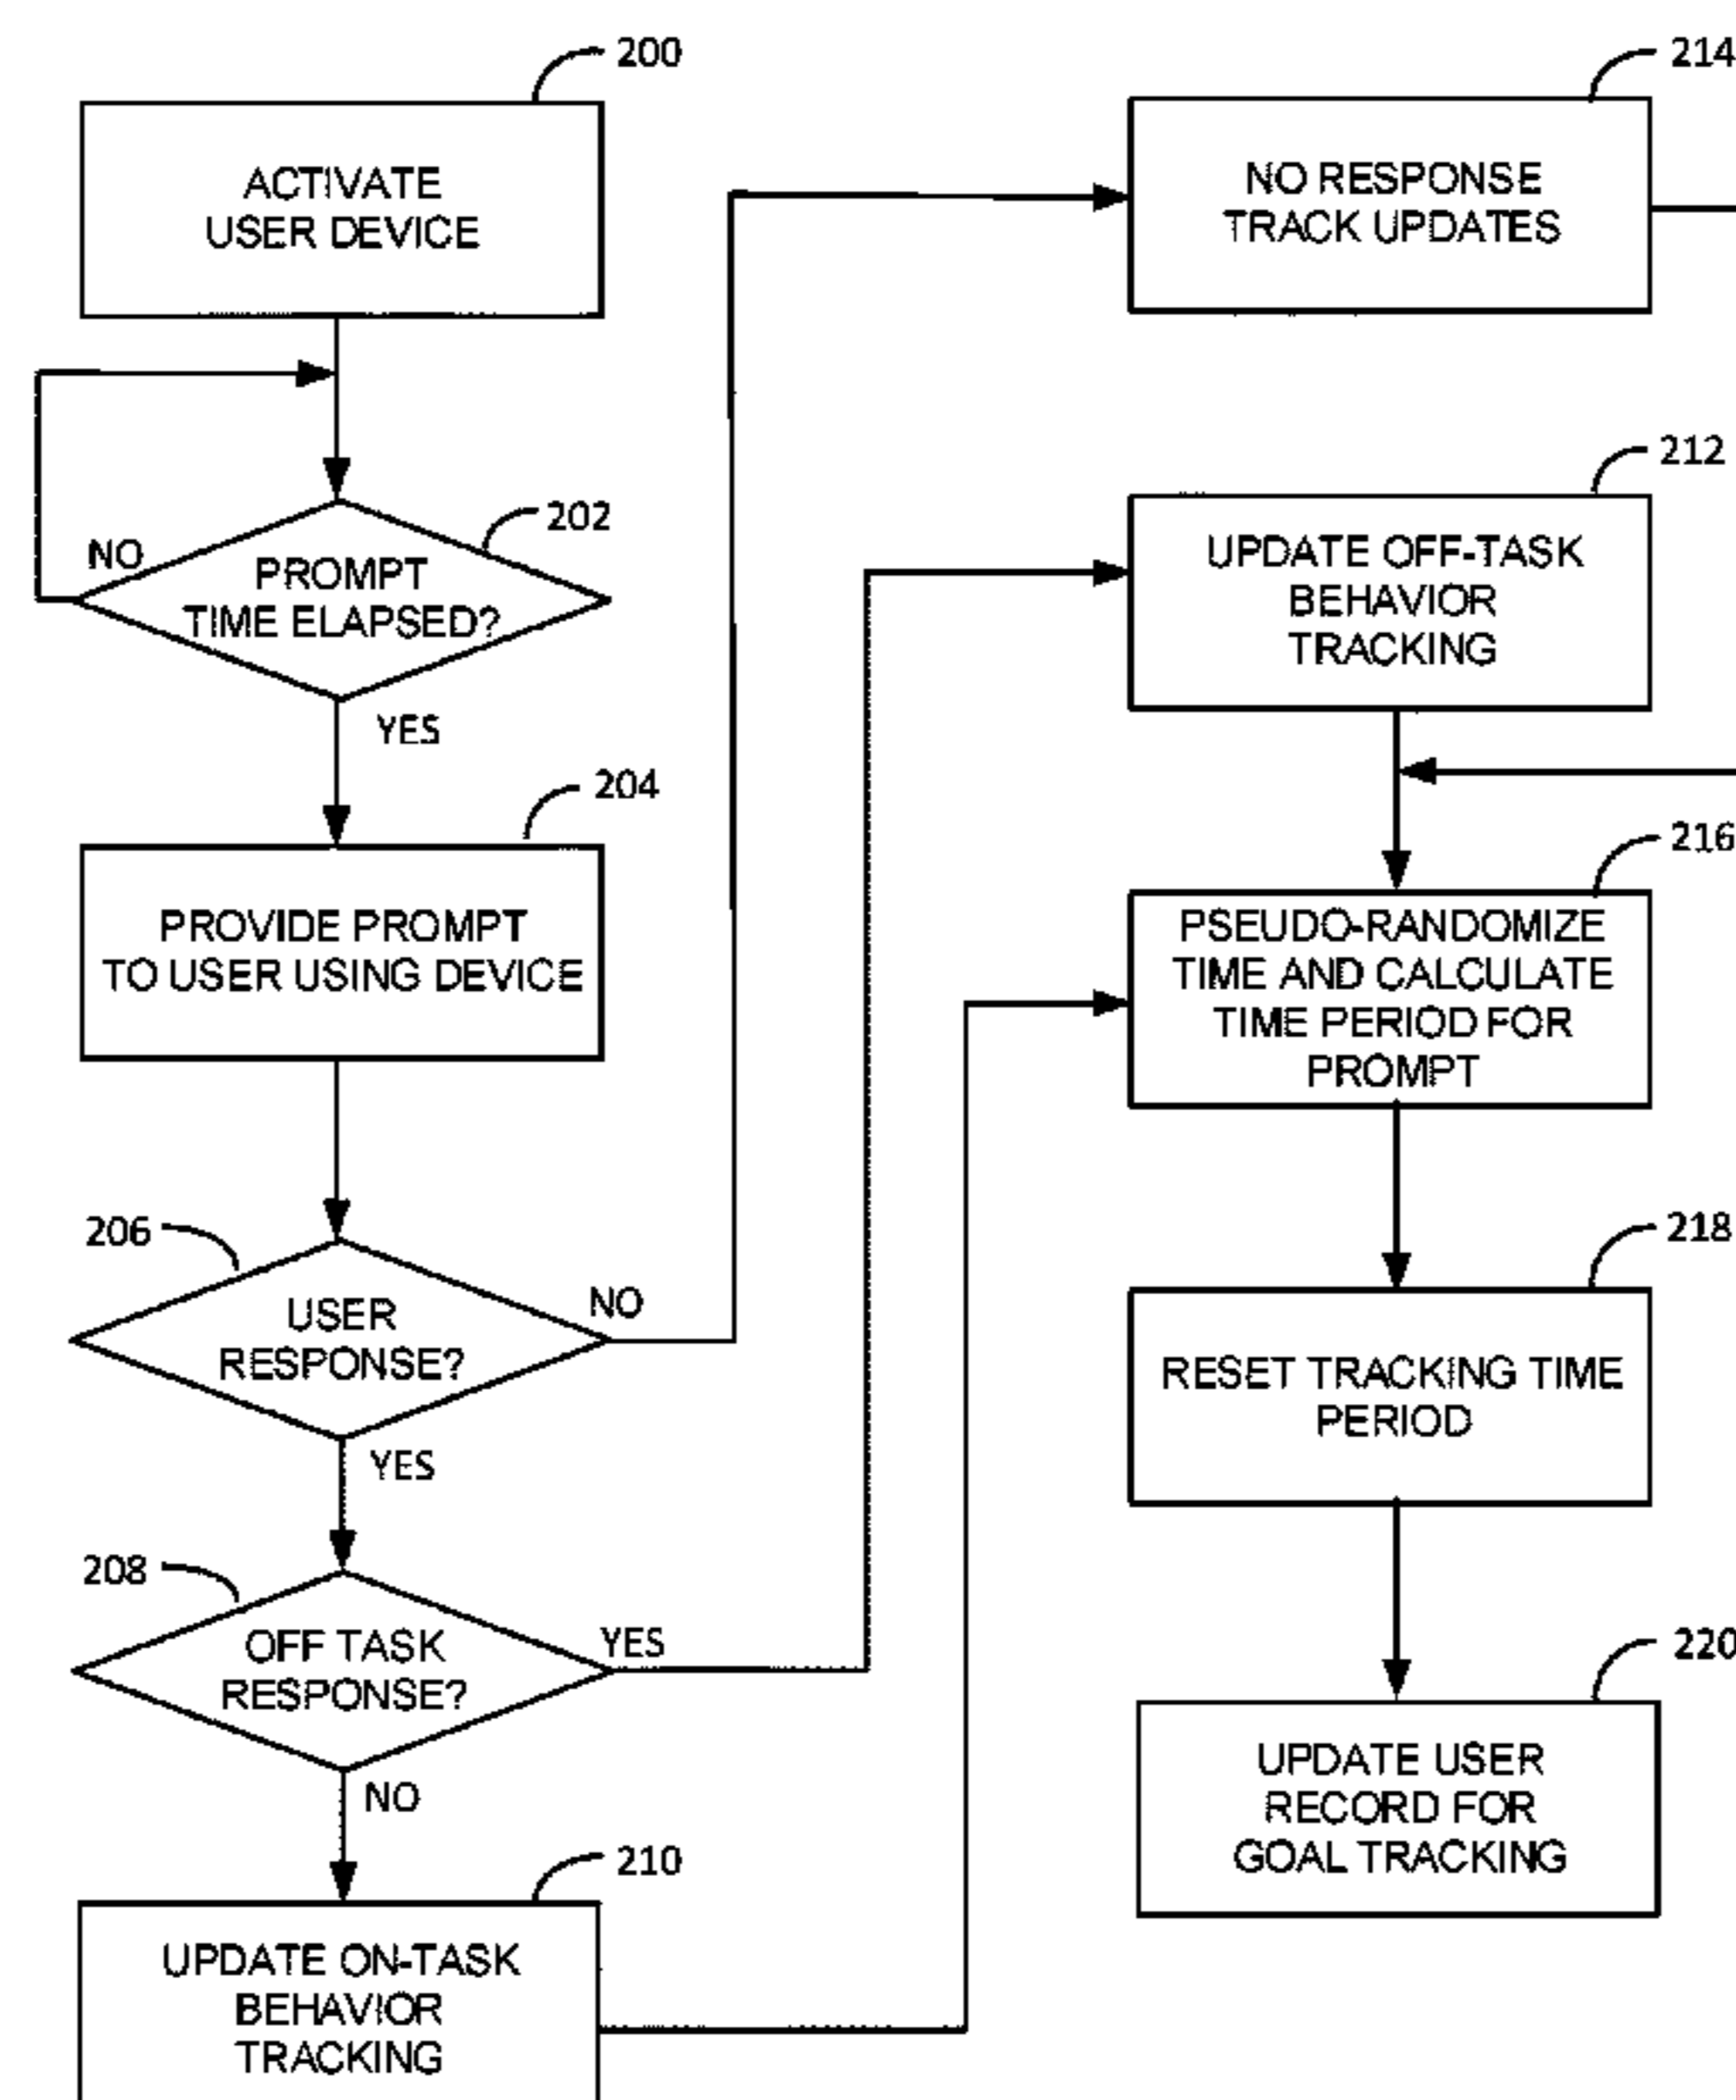 200
ACTIVATE
USER DEVICE
202
NO
PROMPT
TIME ELAPSED?
YES
204
PROVIDE PROMPT
TO USER USING DEVICE
206
USER
RESPONSE?
NO
YES
208
OFF TASK
RESPONSE?
YES
NO
210
UPDATE ON-TASK
BEHAVIOR
TRACKING
214
NO RESPONSE
TRACK UPDATES
212
UPDATE OFF-TASK
BEHAVIOR
TRACKING
216
PSEUDO-RANDOMIZE
TIME AND CALCULATE
TIME PERIOD FOR
PROMPT
218
RESET TRACKING TIME
PERIOD
220
UPDATE USER
RECORD FOR
GOAL TRACKING